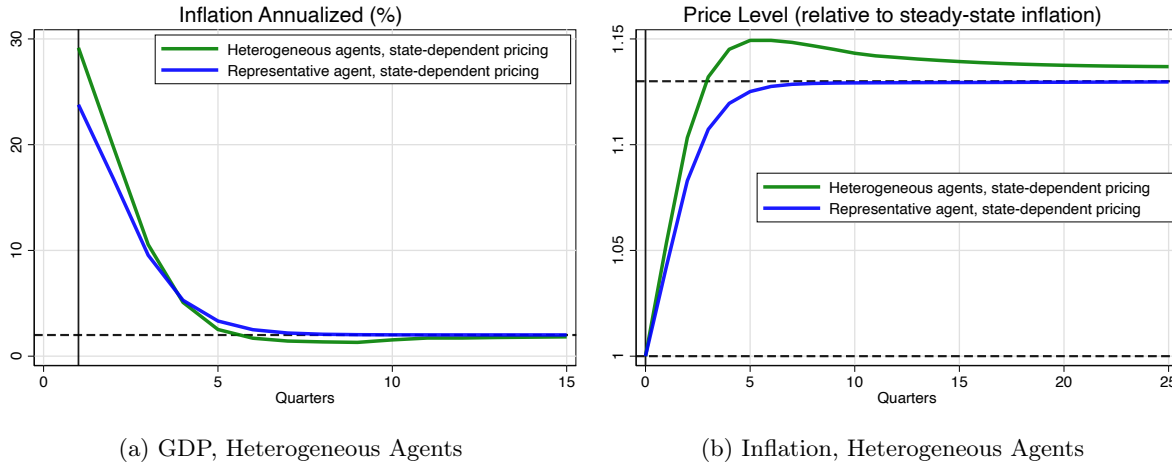 Inflation Annualized (%)
30
20
10
0
Heterogeneous agents, state-dependent pricing
Representative agent, state-dependent pricing
0 5 10 15
Quarters
(a) GDP, Heterogeneous Agents
Price Level (relative to steady-state inflation)
1.15
1.1
1.05
1
Heterogeneous agents, state-dependent pricing
Representative agent, state-dependent pricing
0 5 10 15 20 25
Quarters
(b) Inflation, Heterogeneous Agents